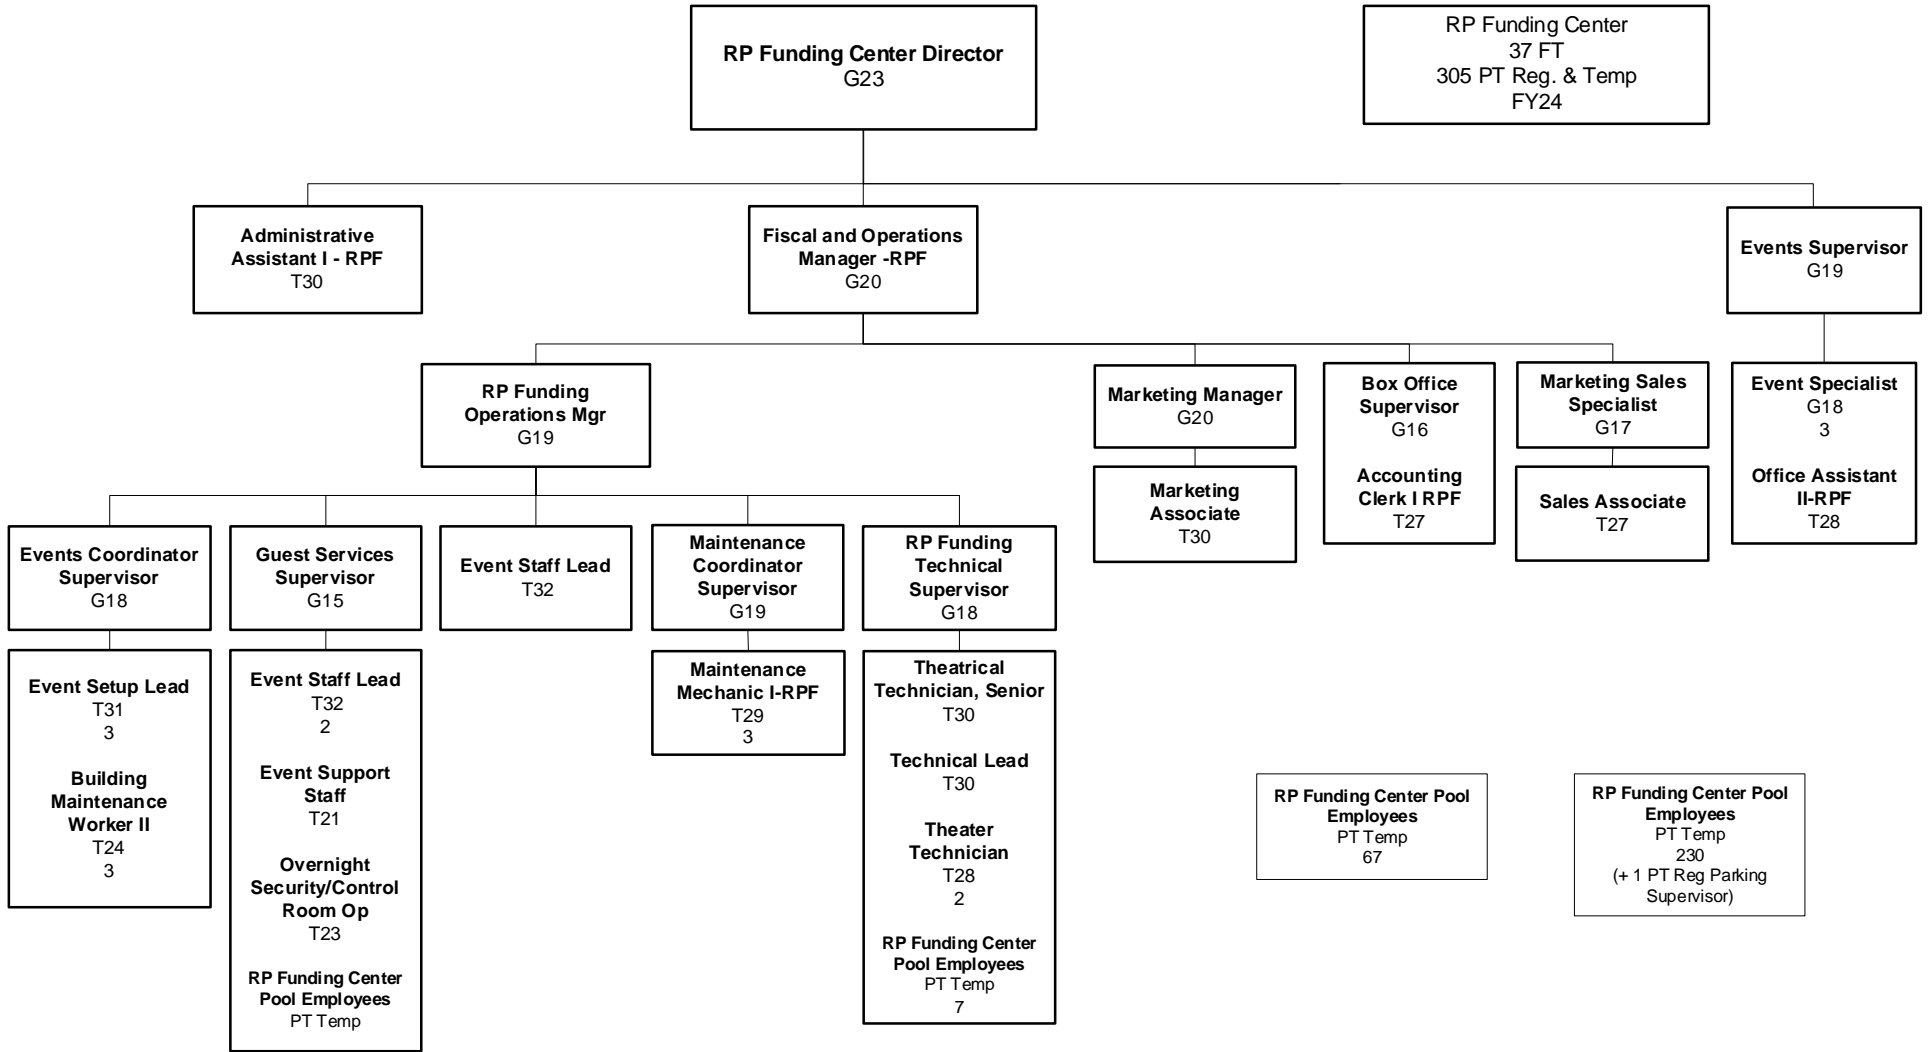 RP Funding Center Director
G23
RP Funding Center
37 FT
305 PT Reg. & Temp
FY24
Administrative
Assistant I - RPF
T30
Fiscal and Operations
Manager -RPF
G20
Events Supervisor
G19
RP Funding
Operations Mgr
G19
Marketing Manager
G20
Box Office
Supervisor
G16
Accounting
Clerk I RPF
T27
Marketing Sales
Specialist
G17
Event Specialist
G18
3
Office Assistant
II-RPF
T28
Marketing
Associate
T30
Sales Associate
T27
Events Coordinator
Supervisor
G18
Guest Services
Supervisor
G15
Event Staff Lead
T32
Maintenance
Coordinator
Supervisor
G19
RP Funding
Technical
Supervisor
G18
Event Setup Lead
T31
3
Building
Maintenance
Worker II
T24
3
Event Staff Lead
T32
2
Event Support
Staff
T21
Overnight
Security/Control
Room Op
T23
RP Funding Center
Pool Employees
PT Temp
Maintenance
Mechanic I-RPF
T29
3
Theatrical
Technician, Senior
T30
Technical Lead
T30
Theater
Technician
T28
2
RP Funding Center
Pool Employees
PT Temp
7
RP Funding Center Pool
Employees
PT Temp
67
RP Funding Center Pool
Employees
PT Temp
230
(+ 1 PT Reg Parking
Supervisor)